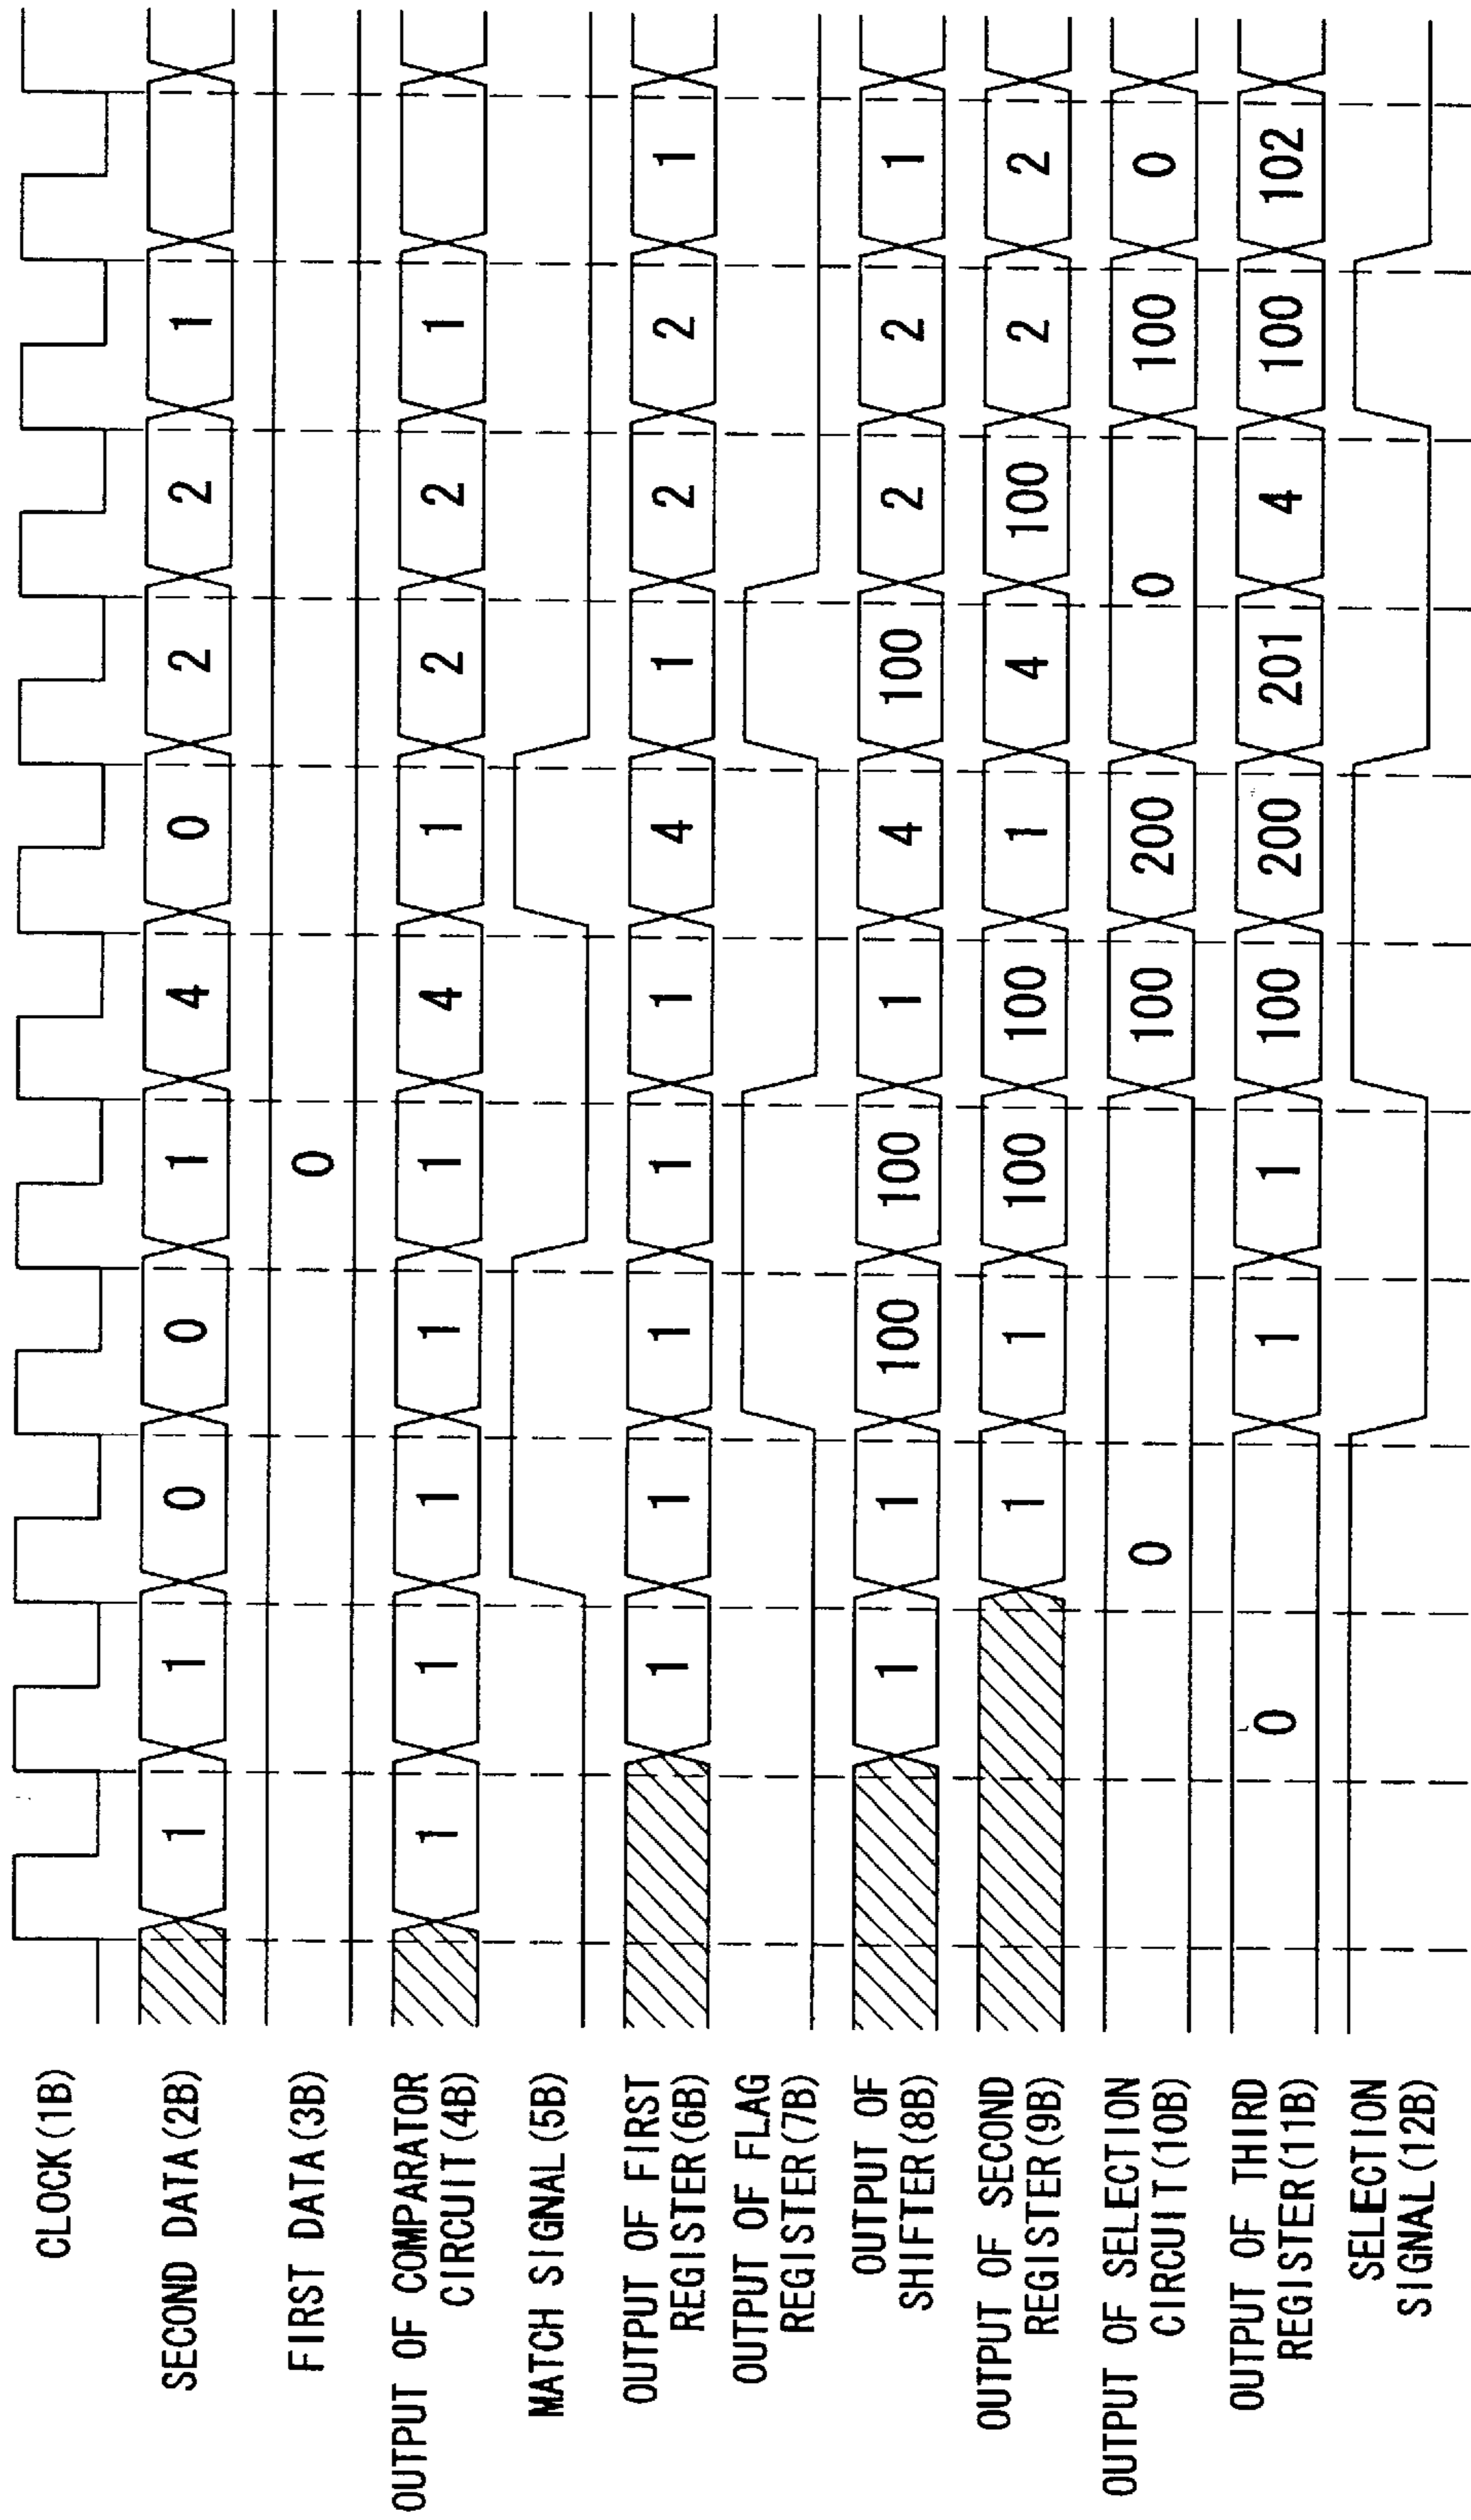 CLOCK(1B)
SECOND DATA(2B) 1 1 0 0 1 4 0 2 2 1
FIRST DATA(3B) 0
OUTPUT OF COMPARATOR
CIRCUIT(4B) 1 1 1 1 1 4 1 2 2 1
MATCH SIGNAL(5B)
OUTPUT OF FIRST
REGISTER(6B) 1 1 1 1 1 4 1 2 2 1
OUTPUT OF FLAG
REGISTER(7B)
OUTPUT OF
SHIFTER(8B) 1 1 100 100 1 4 100 2 2 1
OUTPUT OF SECOND
REGISTER(9B) 1 1 100 100 1 4 100 2 2
OUTPUT OF SELECTION
CIRCUIT(10B) 0 100 200 0 100 0
OUTPUT OF THIRD
REGISTER(11B) 0 1 1 100 200 201 4 100 102
SELECTION
SIGNAL(12B)